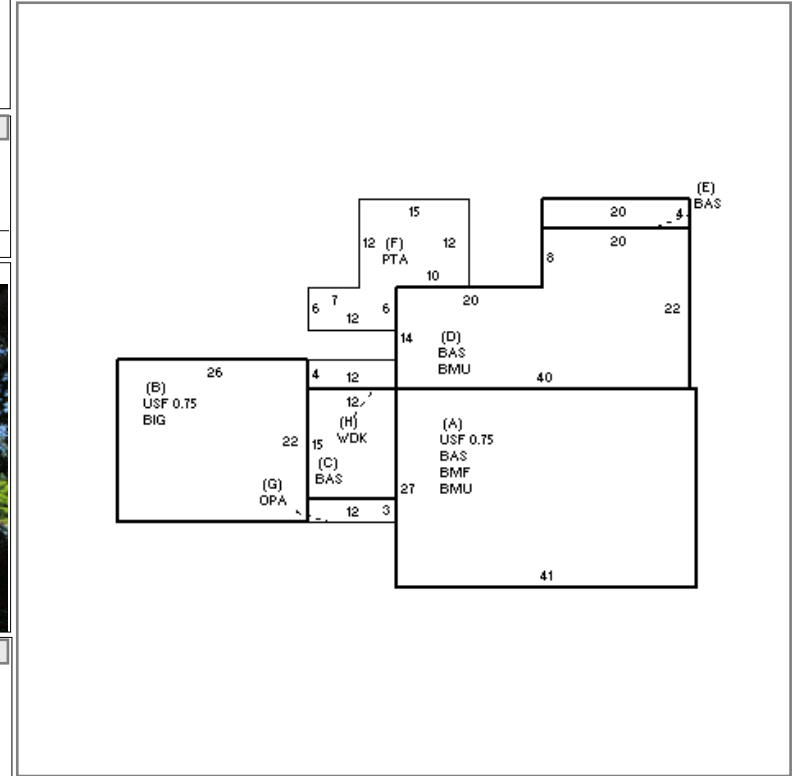 (E)
BAS
15
20
4
12 (F) 12
PTA
20
8
10
7
6
12
6
20
22
14
(D)
BAS
BMU
26
4
12
40
(B)
USF 0.75
BIG
12
(H)
WDK
(A)
USF 0.75
BAS
BMF
BMU
22
15
(C)
BAS
27
(G)
OPA
12
3
41